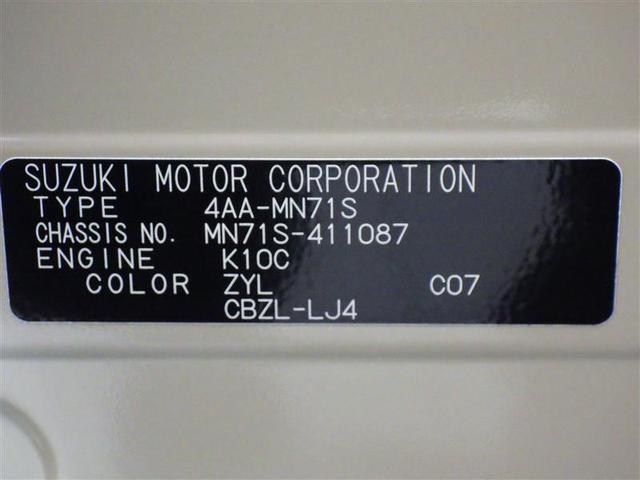 SUZUKI MOTOR CORPORATION
TYPE 4AA-MN71S
CHASSIS NO. MN71S-411087
ENGINE K10C
COLOR ZYL C07
CBZL-LJ4